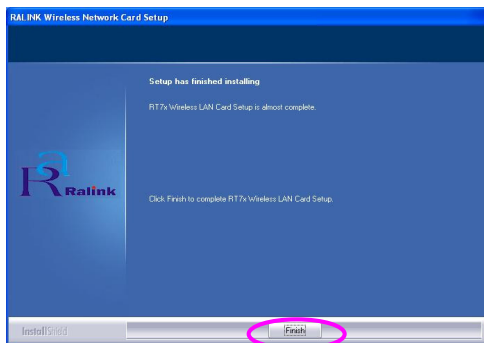 RALINK Wireless Network Card Setup
Setup has finished installing
RT7x Wireless LAN Card Setup is almost complete.
Ralink
Click Finish to complete RT7x Wireless LAN Card Setup.
InstallShield
Finish